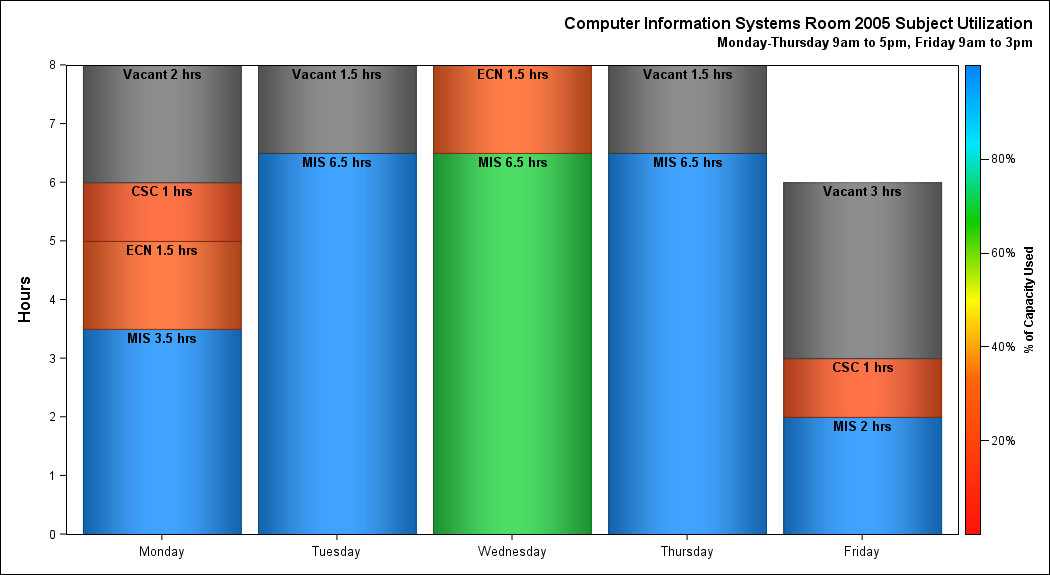 Computer Information Systems Room 2005 Subject Utilization
Monday-Thursday 9am to 5pm, Friday 9am to 3pm
Hours
8
7
6
5
4
3
2
1
0
Vacant 2 hrs
CSC 1 hrs
ECN 1.5 hrs
MIS 3.5 hrs
Vacant 1.5 hrs
MIS 6.5 hrs
ECN 1.5 hrs
MIS 6.5 hrs
Vacant 1.5 hrs
MIS 6.5 hrs
Vacant 3 hrs
CSC 1 hrs
MIS 2 hrs
Monday Tuesday Wednesday Thursday Friday
80%
60%
40%
20%
% of Capacity Used